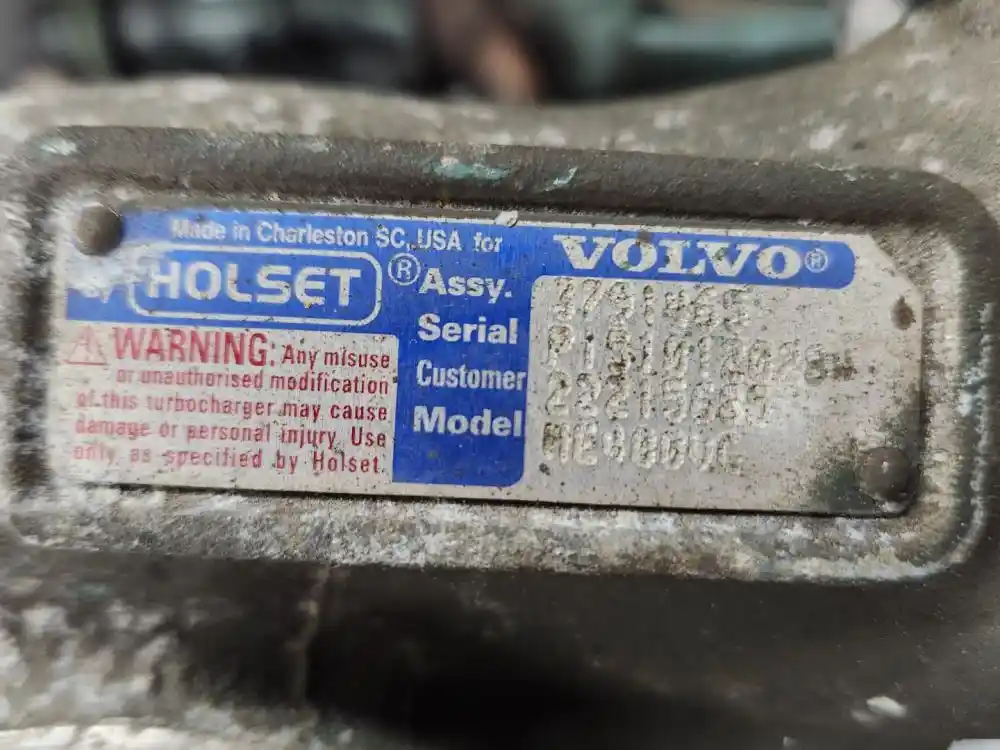 Made in Charleston SC, USA for VOLVO®
by HOLSET®
Assy.
Serial
Customer
Model
WARNING: Any misuse
or unauthorised modification
of this turbocharger may cause
damage or personal injury. Use
only as specified by Holset.